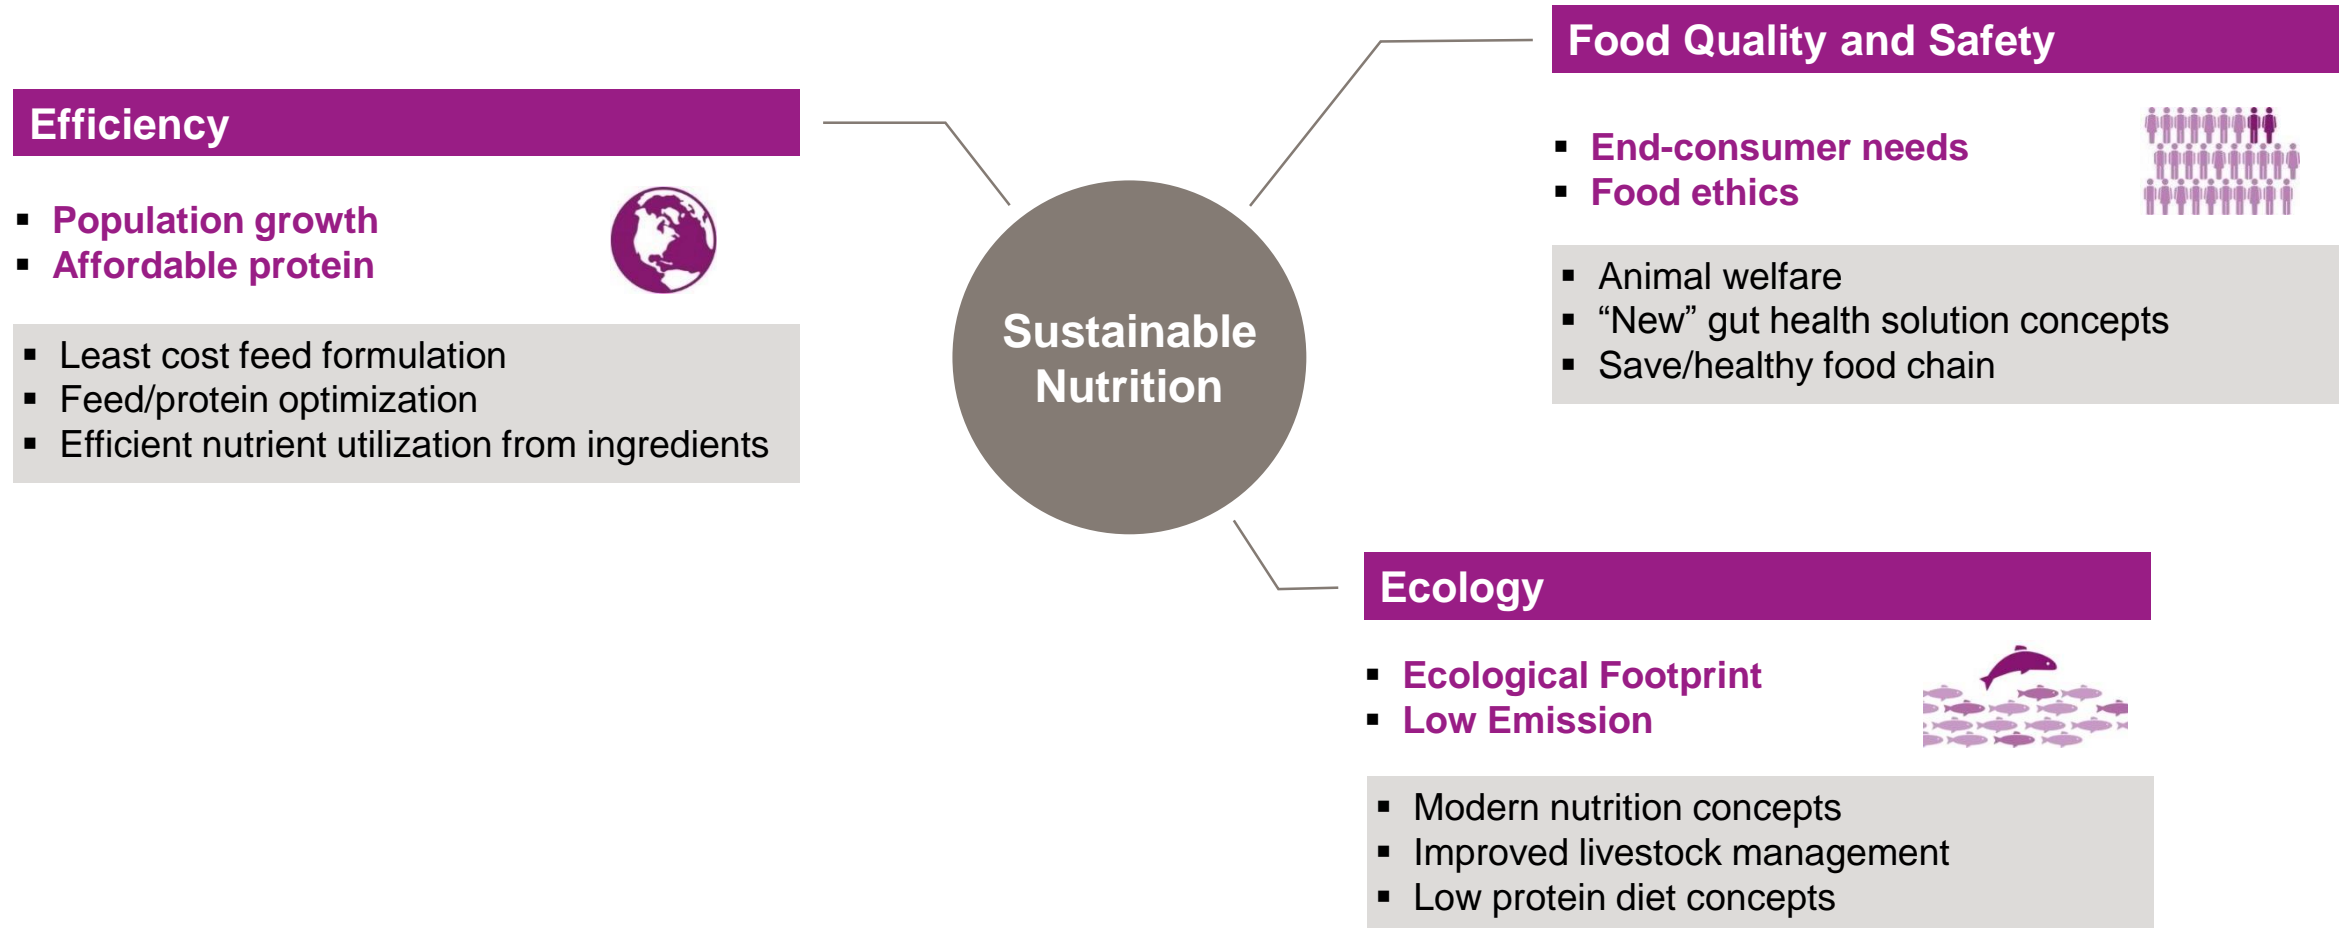 Efficiency
▪ Population growth
▪ Affordable protein
▪ Least cost feed formulation
▪ Feed/protein optimization
▪ Efficient nutrient utilization from ingredients
Sustainable
Nutrition
Food Quality and Safety
▪ End-consumer needs
▪ Food ethics
▪ Animal welfare
▪ “New” gut health solution concepts
▪ Save/healthy food chain
Ecology
▪ Ecological Footprint
▪ Low Emission
▪ Modern nutrition concepts
▪ Improved livestock management
▪ Low protein diet concepts